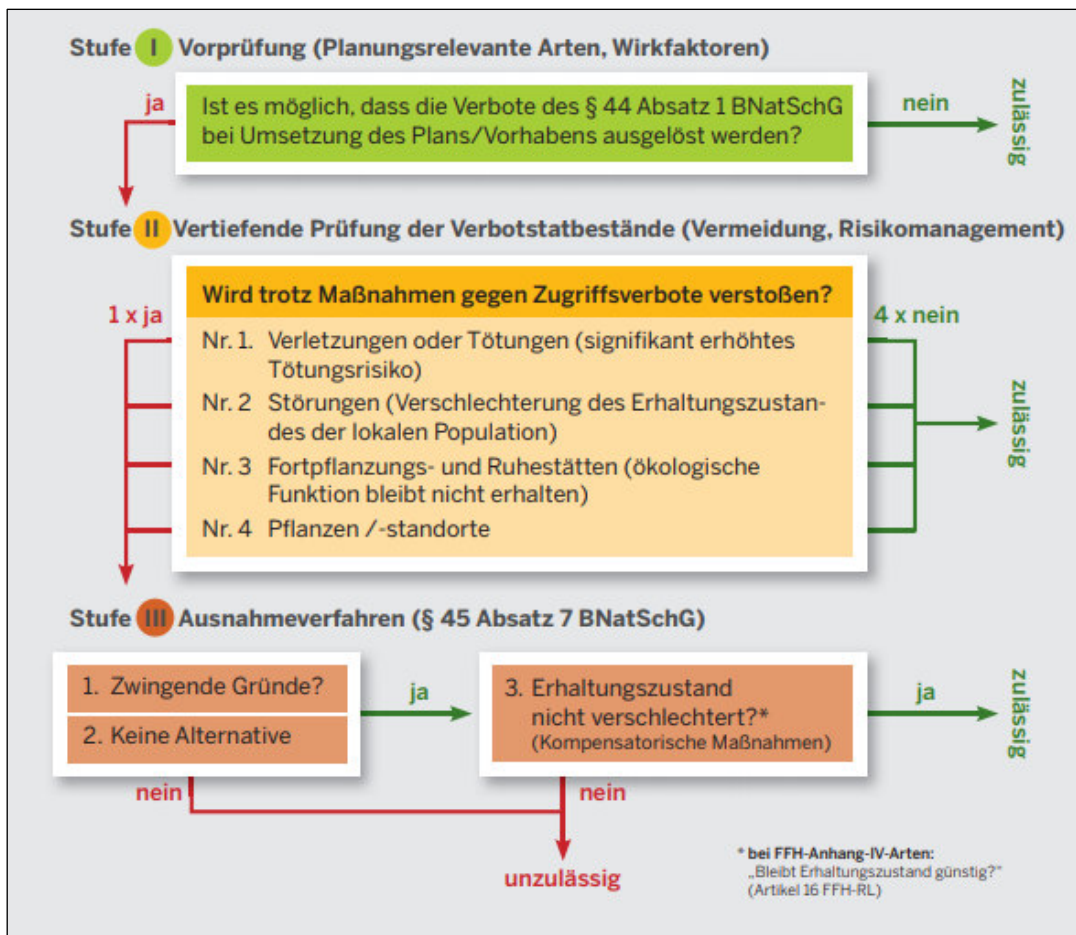 Stufe I Vorprüfung (Planungsrelevante Arten, Wirkfaktoren)
ja
Ist es möglich, dass die Verbote des § 44 Absatz 1 BNatSchG
bei Umsetzung des Plans/Vorhabens ausgelöst werden?
nein
zulässig
Stufe II Vertiefende Prüfung der Verbotstatbestände (Vermeidung, Risikomanagement)
Wird trotz Maßnahmen gegen Zugriffsverbote verstoßen?
1 x ja
4 x nein
Nr. 1. Verletzungen oder Tötungen (signifikant erhöhtes
Tötungsrisiko)
Nr. 2 Störungen (Verschlechterung des Erhaltungszustan-
des der lokalen Population)
Nr. 3 Fortpflanzungs- und Ruhestätten (ökologische
Funktion bleibt nicht erhalten)
Nr. 4 Pflanzen /-standorte
zulässig
Stufe III Ausnahmeverfahren (§ 45 Absatz 7 BNatSchG)
1. Zwingende Gründe?
2. Keine Alternative
ja
3. Erhaltungszustand
nicht verschlechtert?*
(Kompensatorische Maßnahmen)
ja
zulässig
nein
nein
unzulässig
* bei FFH-Anhang-IV-Arten:
„Bleibt Erhaltungszustand günstig?"
(Artikel 16 FFH-RL)